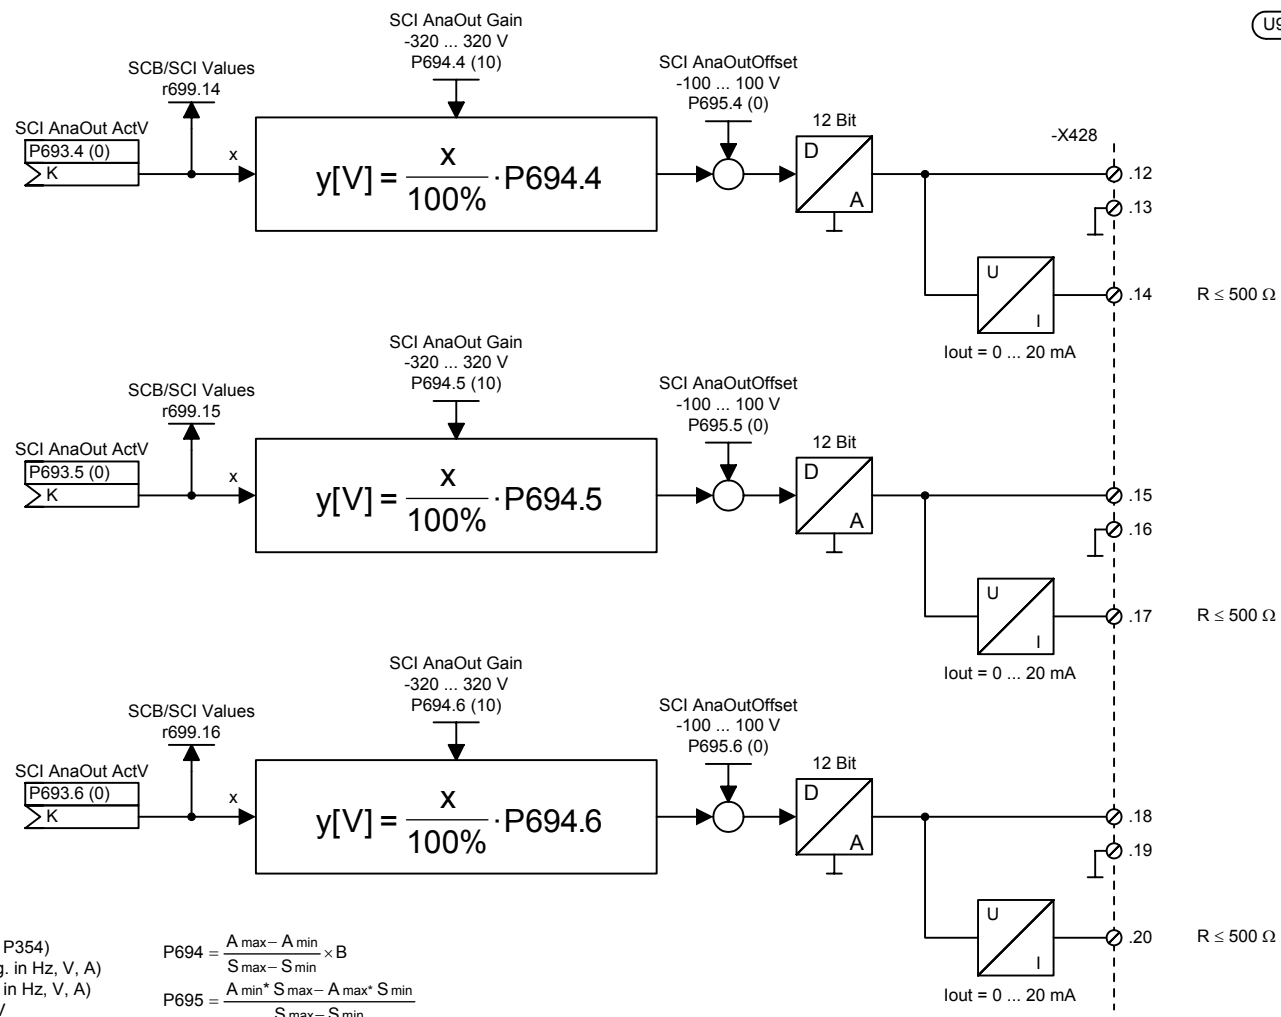 U9
SCI AnaOut Gain
-320 ... 320 V
P694.4 (10)
SCB/SCI Values
r699.14
SCI AnaOutOffset
-100 ... 100 V
P695.4 (0)
SCI AnaOut ActV
P693.4 (0)
K
x
y[V] = x / 100% · P694.4
12 Bit
D
A
-X428
.12
.13
U
I
.14
R ≤ 500 Ω
Iout = 0 ... 20 mA
SCI AnaOut Gain
-320 ... 320 V
P694.5 (10)
SCB/SCI Values
r699.15
SCI AnaOutOffset
-100 ... 100 V
P695.5 (0)
SCI AnaOut ActV
P693.5 (0)
K
x
y[V] = x / 100% · P694.5
12 Bit
D
A
.15
.16
U
I
.17
R ≤ 500 Ω
Iout = 0 ... 20 mA
SCI AnaOut Gain
-320 ... 320 V
P694.6 (10)
SCB/SCI Values
r699.16
SCI AnaOutOffset
-100 ... 100 V
P695.6 (0)
SCI AnaOut ActV
P693.6 (0)
K
x
y[V] = x / 100% · P694.6
12 Bit
D
A
.18
.19
U
I
.20
R ≤ 500 Ω
Iout = 0 ... 20 mA
P354)
g. in Hz, V, A)
in Hz, V, A)
P694 = A max − A min / S max − S min × B
P695 = A min* S max − A max* S min / S max − S min